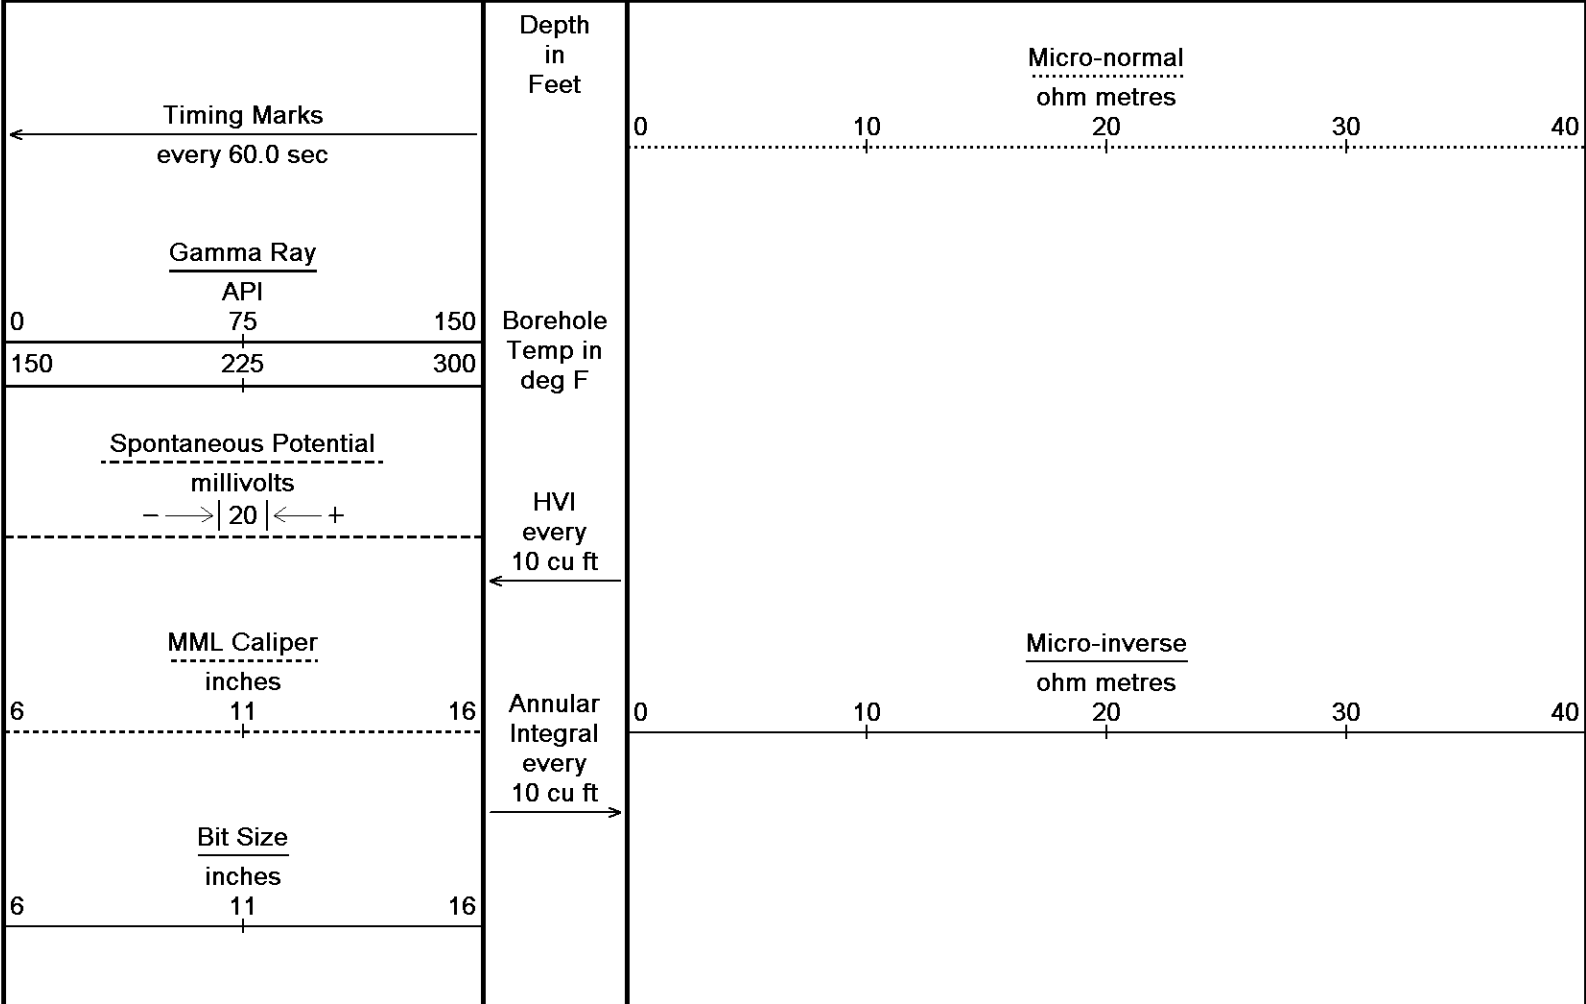 Timing Marks
every 60.0 sec
Gamma Ray
API
0 75 150
150 225 300
Spontaneous Potential
millivolts
− 20 +
MML Caliper
inches
6 11 16
Bit Size
inches
6 11 16
Depth
in
Feet
Borehole
Temp in
deg F
HVI
every
10 cu ft
Annular
Integral
every
10 cu ft
Micro-normal
ohm metres
0 10 20 30 40
Micro-inverse
ohm metres
0 10 20 30 40